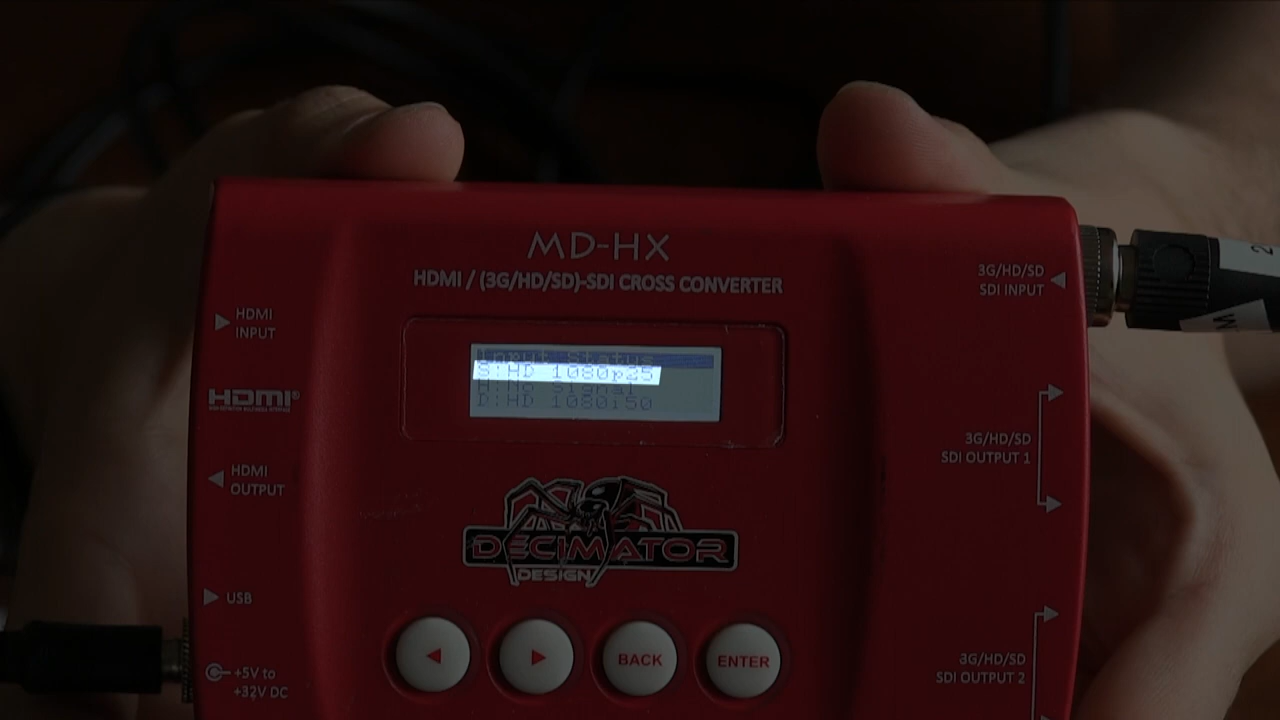 MD-HX
HDMI / (3G/HD/SD)-SDI CROSS CONVERTER
3G/HD/SD
SDI INPUT
HDMI
INPUT
Input Status
S:HD 1080p25
H:No Signal
D:HD 1080i50
HDMI®
HDMI
OUTPUT
3G/HD/SD
SDI OUTPUT 1
DECIMATOR
DESIGN
USB
+5V to
+32V DC
BACK
ENTER
3G/HD/SD
SDI OUTPUT 2